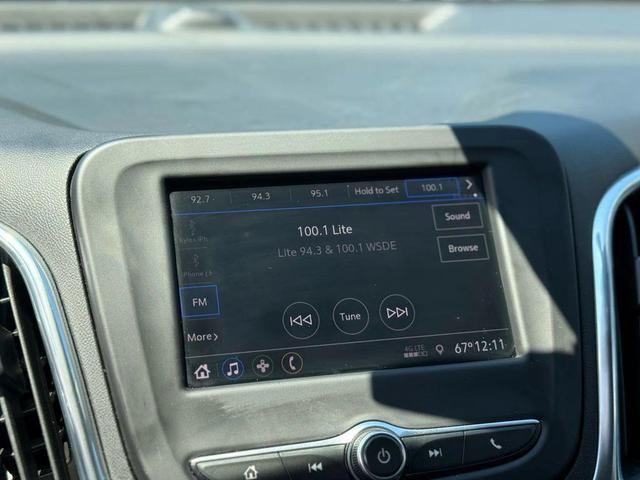 92.7 94.3 95.1 Hold to Set 100.1
100.1 Lite
Lite 94.3 & 100.1 WSDE
Sound
Browse
Phone
FM
Tune
More
4G LTE
67° 12:11